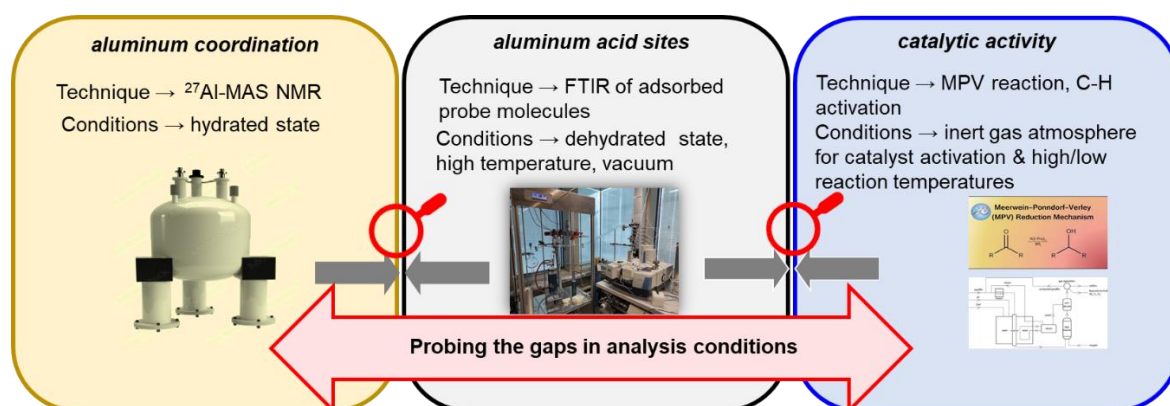 aluminum coordination
Technique → ²⁷Al-MAS NMR
Conditions → hydrated state
aluminum acid sites
Technique → FTIR of adsorbed
probe molecules
Conditions → dehydrated state,
high temperature, vacuum
catalytic activity
Technique → MPV reaction, C-H
activation
Conditions → inert gas atmosphere
for catalyst activation & high/low
reaction temperatures
Meerwein-Ponndorf-Verley
(MPV) Reduction Mechanism
O
OH
R
R
R
R
Probing the gaps in analysis conditions